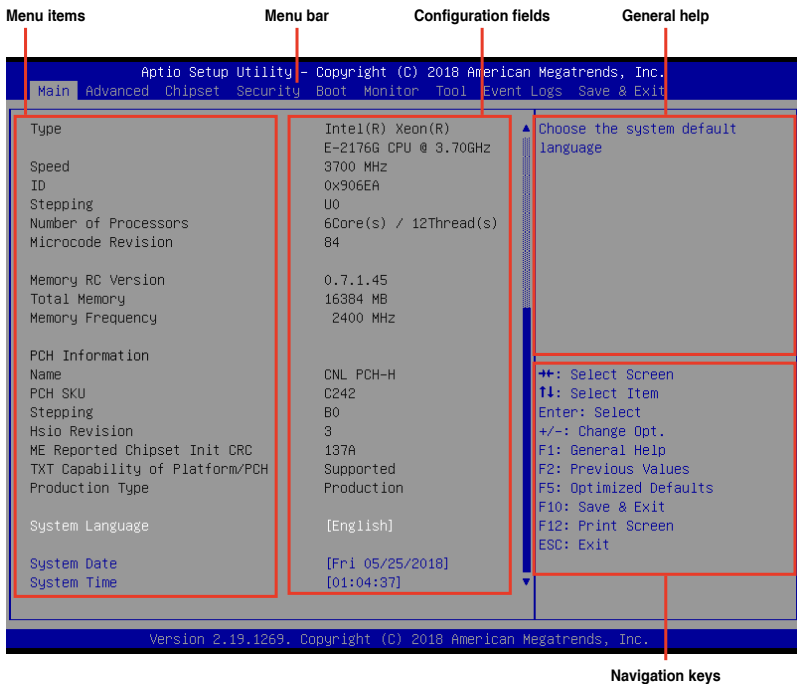 Menu items Menu bar Configuration fields General help
Aptio Setup Utility – Copyright (C) 2018 American Megatrends, Inc.
Main Advanced Chipset Security Boot Monitor Tool Event Logs Save & Exit
Type Intel(R) Xeon(R)
E-2176G CPU @ 3.70GHz
Speed 3700 MHz
ID 0x906EA
Stepping U0
Number of Processors 6Core(s) / 12Thread(s)
Microcode Revision 84
Memory RC Version 0.7.1.45
Total Memory 16384 MB
Memory Frequency 2400 MHz
PCH Information
Name CNL PCH-H
PCH SKU C242
Stepping B0
Hsio Revision 3
ME Reported Chipset Init CRC 137A
TXT Capability of Platform/PCH Supported
Production Type Production
System Language [English]
System Date [Fri 05/25/2018]
System Time [01:04:37]
Choose the system default
language
→←: Select Screen
↑↓: Select Item
Enter: Select
+/-: Change Opt.
F1: General Help
F2: Previous Values
F5: Optimized Defaults
F10: Save & Exit
F12: Print Screen
ESC: Exit
Version 2.19.1269. Copyright (C) 2018 American Megatrends, Inc.
Navigation keys